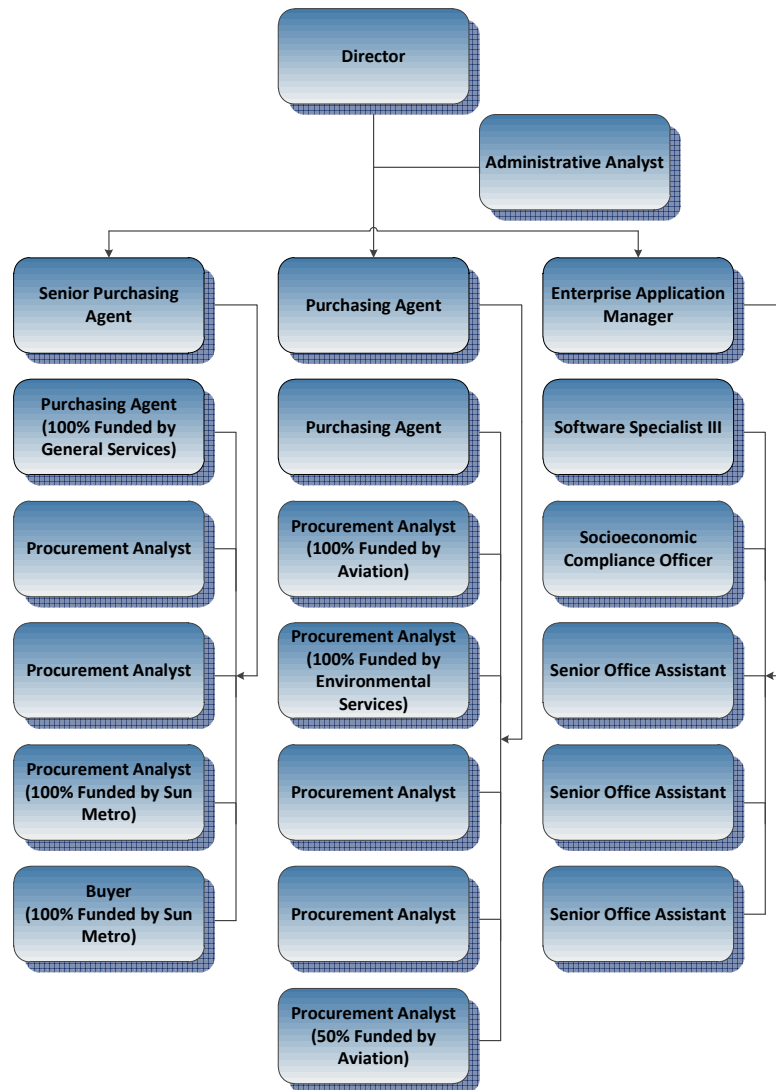 Director
Administrative Analyst
Senior Purchasing
Agent
Purchasing Agent
(100% Funded by
General Services)
Procurement Analyst
Procurement Analyst
Procurement Analyst
(100% Funded by Sun
Metro)
Buyer
(100% Funded by Sun
Metro)
Purchasing Agent
Purchasing Agent
Procurement Analyst
(100% Funded by
Aviation)
Procurement Analyst
(100% Funded by
Environmental
Services)
Procurement Analyst
Procurement Analyst
Procurement Analyst
(50% Funded by
Aviation)
Enterprise Application
Manager
Software Specialist III
Socioeconomic
Compliance Officer
Senior Office Assistant
Senior Office Assistant
Senior Office Assistant